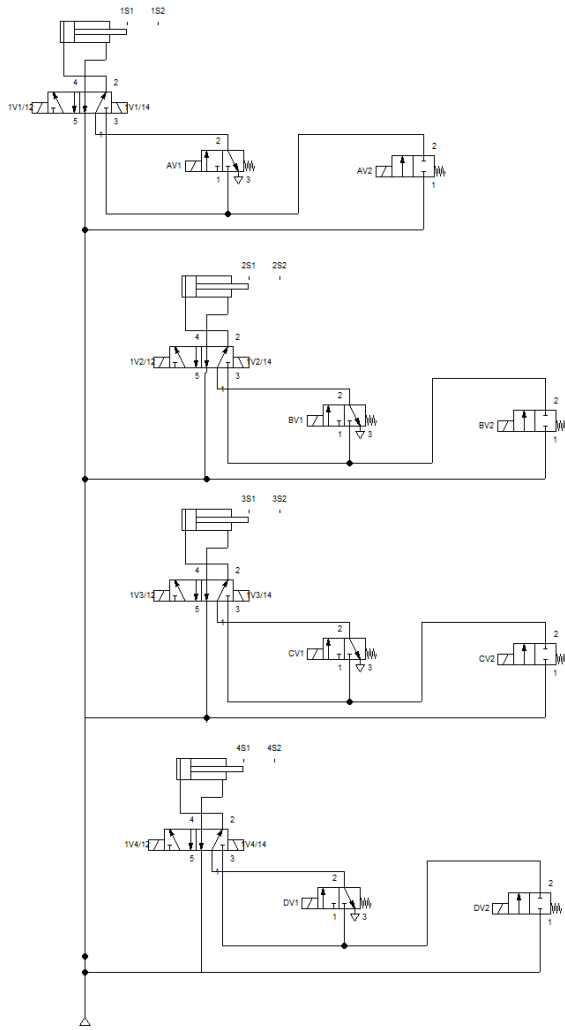 1S1 1S2
4 2
1V1/12 1V1/14
5 1 3
2 2
AV1 AV2
1 3 1
2S1 2S2
4 2
1V2/12 1V2/14
5 1 3
2 2
BV1 BV2
1 3 1
3S1 3S2
4 2
1V3/12 1V3/14
5 1 3
2 2
CV1 CV2
1 3 1
4S1 4S2
4 2
1V4/12 1V4/14
5 1 3
2 2
DV1 DV2
1 3 1